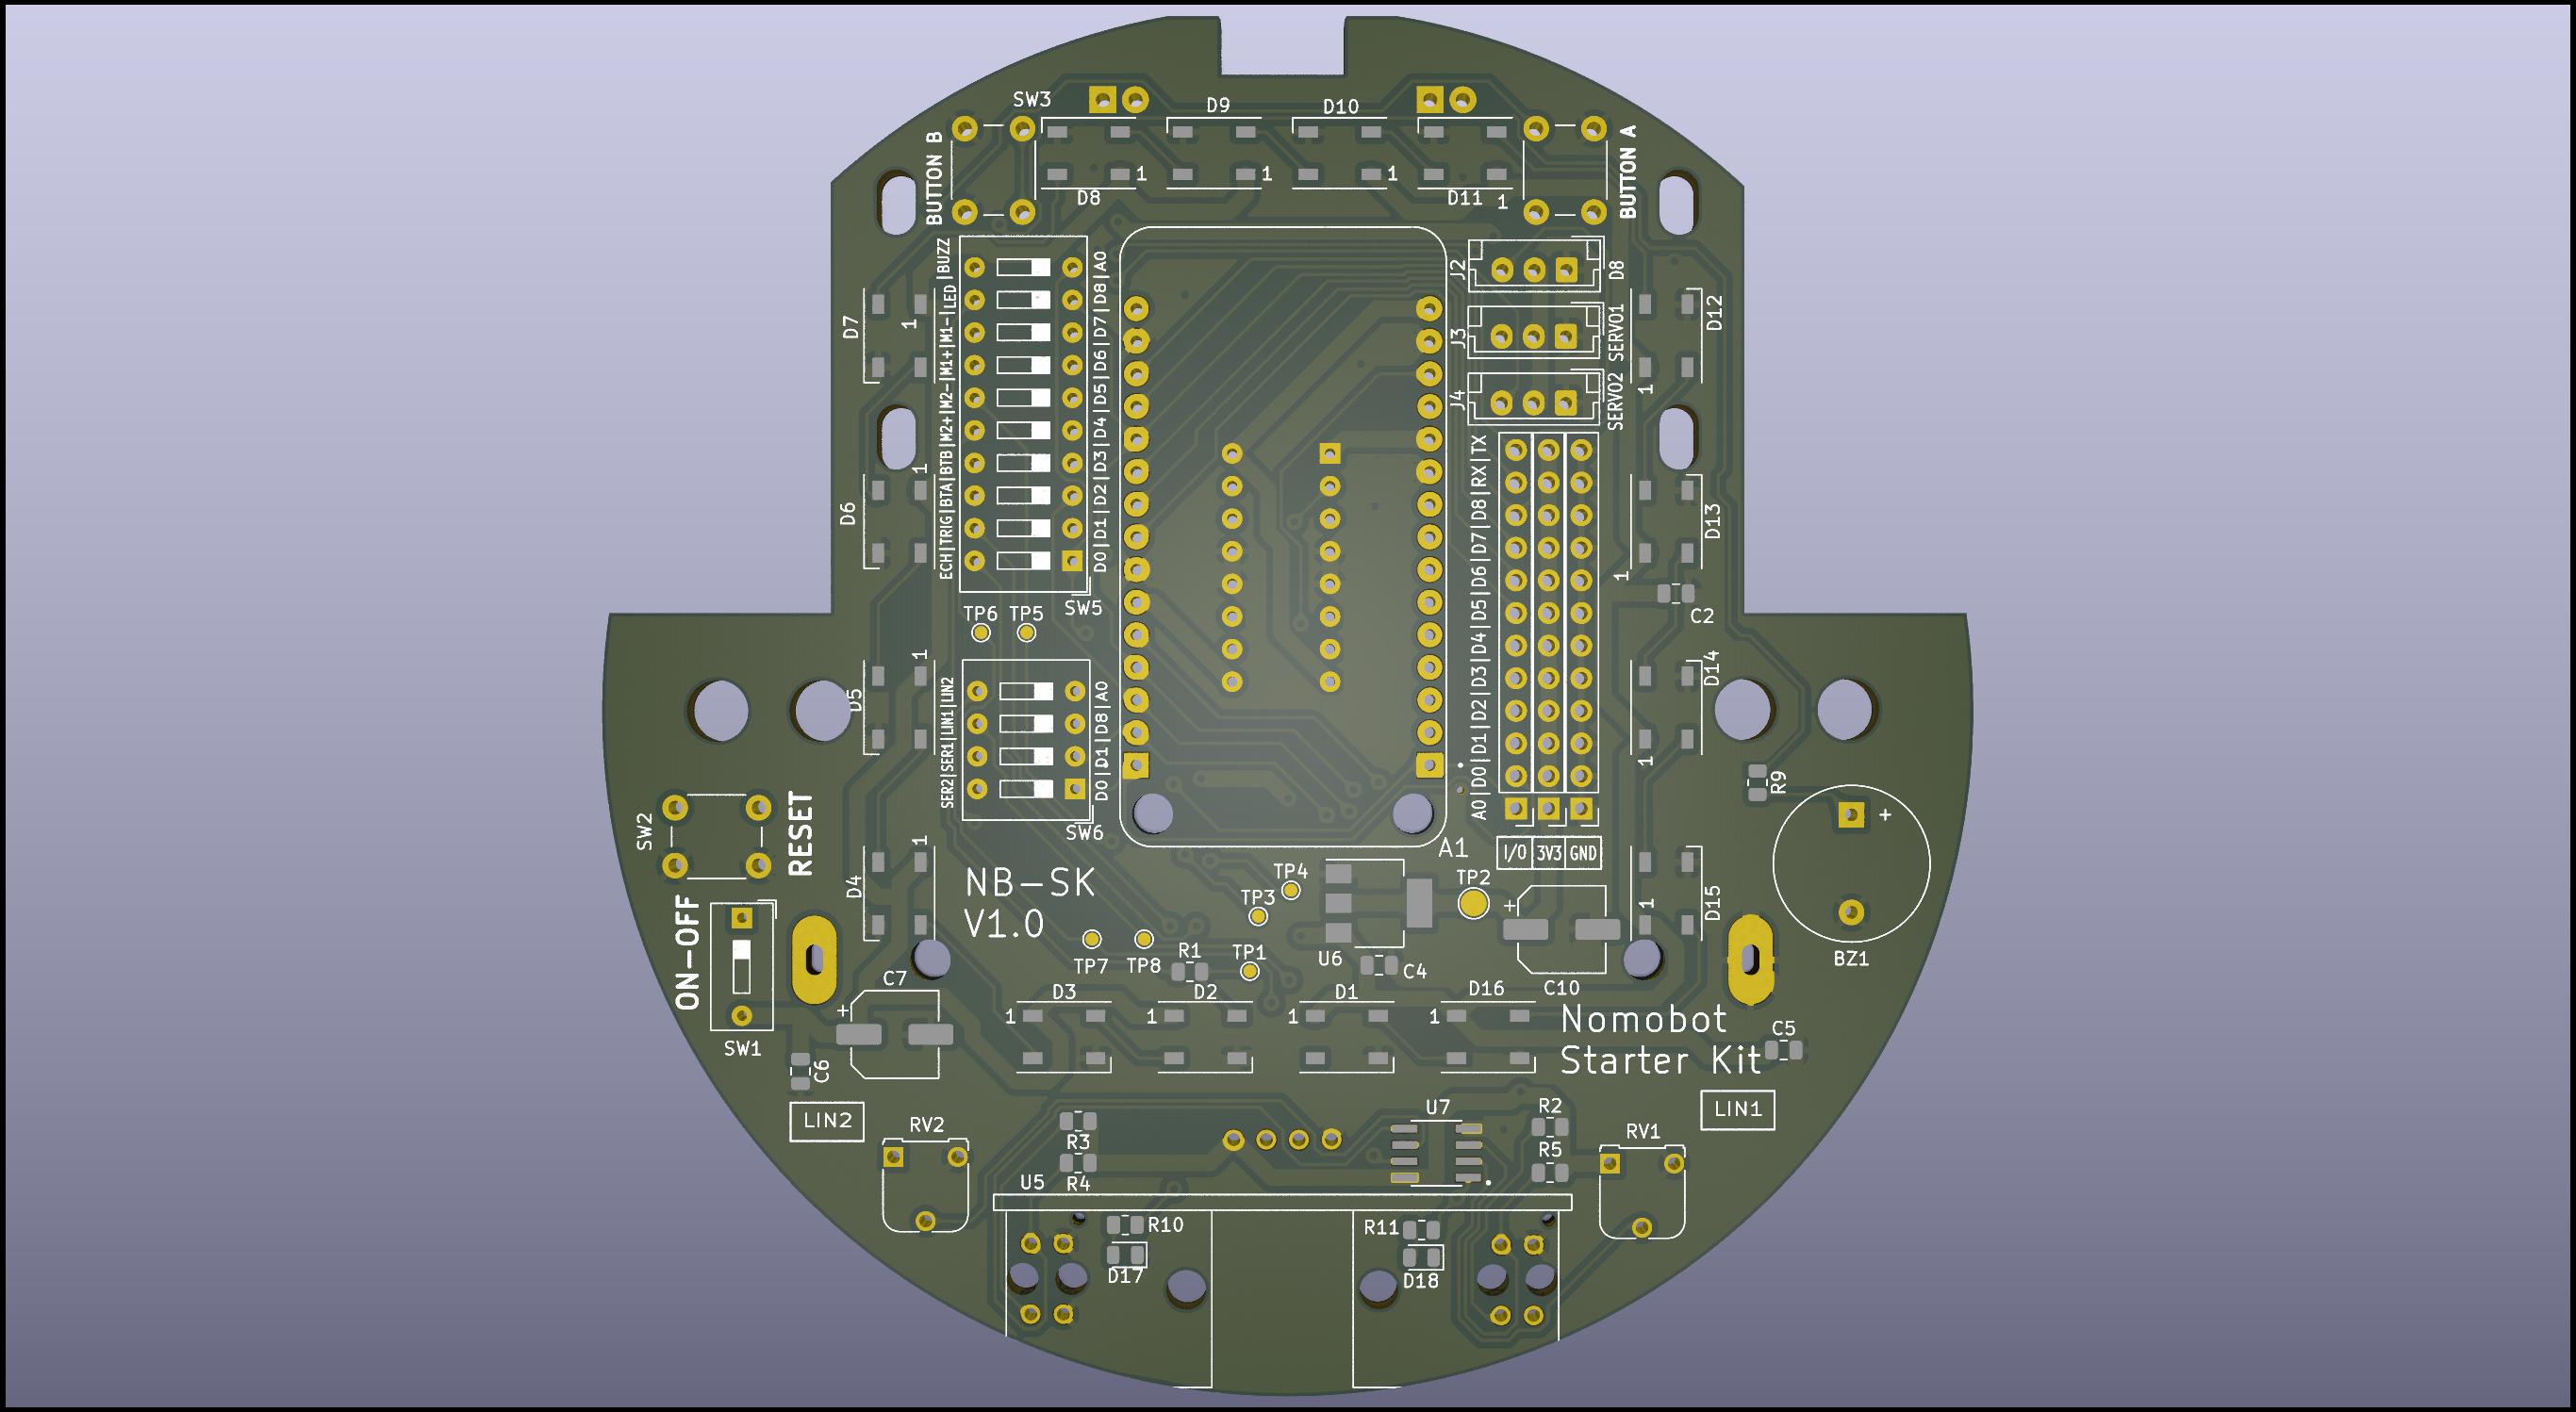 SW3
D9
D10
BUTTON B
BUTTON A
1
1
1
D8
D11
1
ECH|TRIG|BTA|BTB|M2+|M2-|M1+|M1-|LED|BUZZ
D0|D1|D2|D3|D4|D5|D6|D7|D8|A0
J2
D8
J3
SERVO1
J4
SERVO2
D7
1
D12
1
D6
1
D13
1
A0|D0|D1|D2|D3|D4|D5|D6|D7|D8|RX|TX
SW5
TP6
TP5
C2
D5
1
D14
1
SER2|SER1|LIN1|LIN2
D0|D1|D8|A0
SW6
R9
SW2
RESET
+
A1
I/O
3V3
GND
D4
1
NB-SK
V1.0
TP4
TP3
TP2
+
D15
1
ON-OFF
TP7
TP8
R1
TP1
U6
C4
BZ1
C7
+
D3
D2
D1
D16
C10
1
1
1
1
Nomobot
Starter Kit
C5
SW1
C6
LIN2
LIN1
RV2
R3
U7
R2
RV1
R5
U5
R4
R10
R11
D17
D18